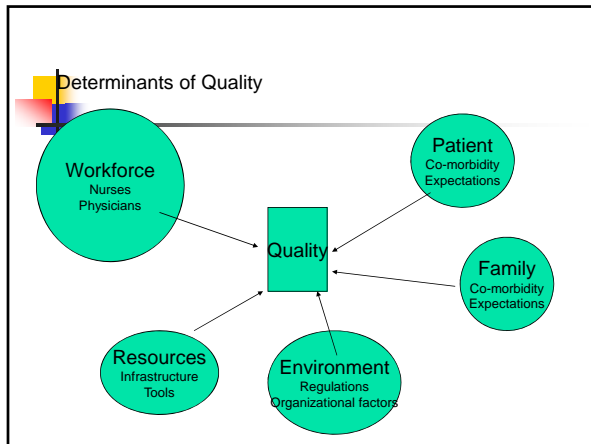 Determinants of Quality
Workforce
Nurses
Physicians
Patient
Co-morbidity
Expectations
Quality
Family
Co-morbidity
Expectations
Resources
Infrastructure
Tools
Environment
Regulations
Organizational factors